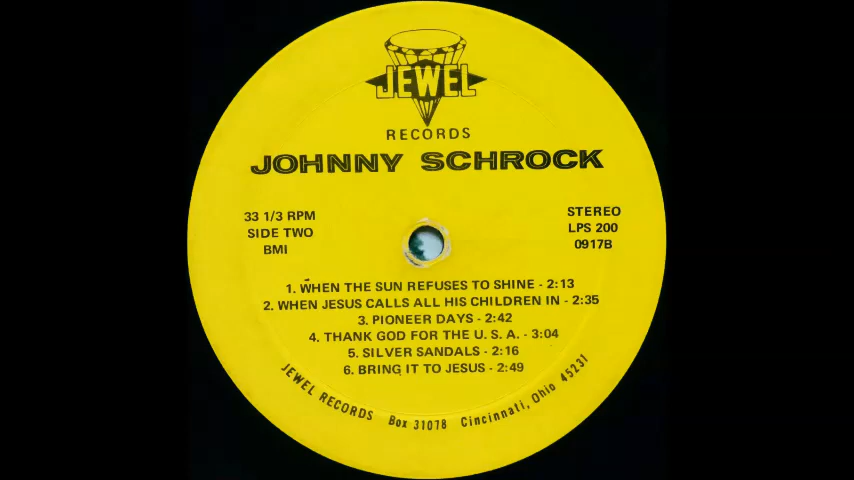 JEWEL
RECORDS
JOHNNY SCHROCK
33 1/3 RPM
SIDE TWO
BMI
STEREO
LPS 200
0917B
1. WHEN THE SUN REFUSES TO SHINE - 2:13
2. WHEN JESUS CALLS ALL HIS CHILDREN IN - 2:35
3. PIONEER DAYS - 2:42
4. THANK GOD FOR THE U. S. A. - 3:04
5. SILVER SANDALS - 2:16
6. BRING IT TO JESUS - 2:49
JEWEL RECORDS Box 31078 Cincinnati, Ohio 45231